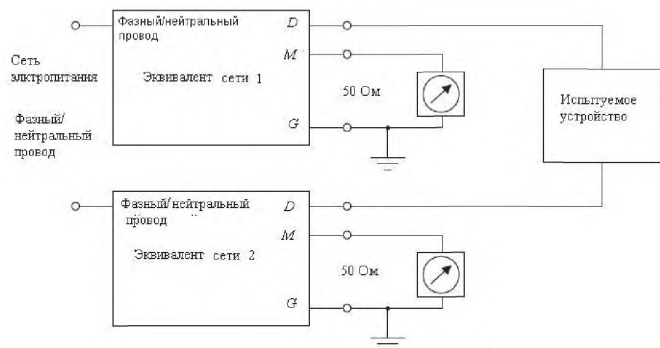 Фазный/нейтральный
провод
D
M
Эквивалент сети 1
G
50 Ом
Сеть
элктропитания
Фазный/
нейтральный
провод
Испытуемое
устройство
Фазный/нейтральный
провод
D
M
Эквивалент сети 2
G
50 Ом